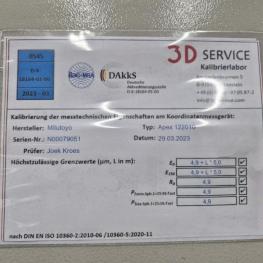 0545
D-K
18164-01-00
2023 - 03
ilac-MRA
DAkkS
Deutsche
Akkreditierungsstelle
D-K-18164-01-00
3D SERVICE
Kalibrierlabor
Kalibrierung der messtechnischen Eigenschaften am Koordinatenmessgerät:
Hersteller: Mitutoyo
Typ: Apex 122010
Serien-Nr. N00079051
Datum: 29.03.2023
Prüfer: Joek Kroes
Höchstzulässige Grenzwerte (µm, L in m):
4,9 + L * 5,0
4,9 + L * 5,0
4,9
4,9
4,9
nach DIN EN ISO 10360-2:2010-06 /10360-5:2020-11